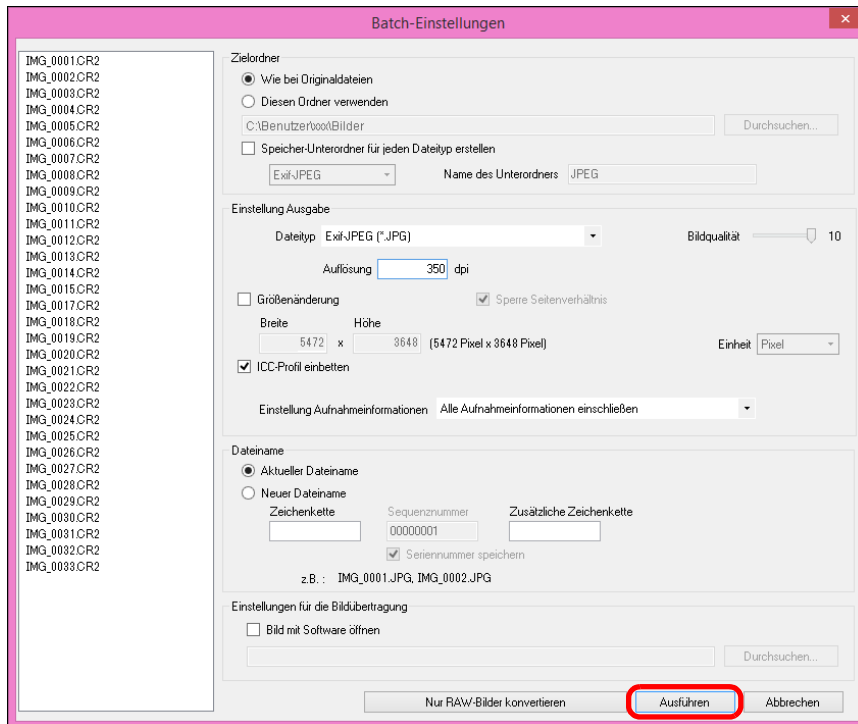 Batch-Einstellungen
IMG_0001.CR2
IMG_0002.CR2
IMG_0003.CR2
IMG_0004.CR2
IMG_0005.CR2
IMG_0006.CR2
IMG_0007.CR2
IMG_0008.CR2
IMG_0009.CR2
IMG_0010.CR2
IMG_0011.CR2
IMG_0012.CR2
IMG_0013.CR2
IMG_0014.CR2
IMG_0015.CR2
IMG_0017.CR2
IMG_0018.CR2
IMG_0019.CR2
IMG_0020.CR2
IMG_0021.CR2
IMG_0022.CR2
IMG_0023.CR2
IMG_0024.CR2
IMG_0025.CR2
IMG_0026.CR2
IMG_0027.CR2
IMG_0028.CR2
IMG_0029.CR2
IMG_0030.CR2
IMG_0031.CR2
IMG_0032.CR2
IMG_0033.CR2
Zielordner
Wie bei Originaldateien
Diesen Ordner verwenden
C:\Benutzer\xxx\Bilder Durchsuchen...
Speicher-Unterordner für jeden Dateityp erstellen
Exif-JPEG Name des Unterordners JPEG
Einstellung Ausgabe
Dateityp Exif-JPEG (*.JPG) Bildqualität 10
Auflösung 350 dpi
Größenänderung Sperre Seitenverhältnis
Breite Höhe
5472 x 3648 (5472 Pixel x 3648 Pixel) Einheit Pixel
ICC-Profil einbetten
Einstellung Aufnahmeinformationen Alle Aufnahmeinformationen einschließen
Dateiname
Aktueller Dateiname
Neuer Dateiname
Zeichenkette Sequenznummer Zusätzliche Zeichenkette
00000001
Seriennummer speichern
z.B. : IMG_0001.JPG, IMG_0002.JPG
Einstellungen für die Bildübertragung
Bild mit Software öffnen
Durchsuchen...
Nur RAW-Bilder konvertieren Ausführen Abbrechen